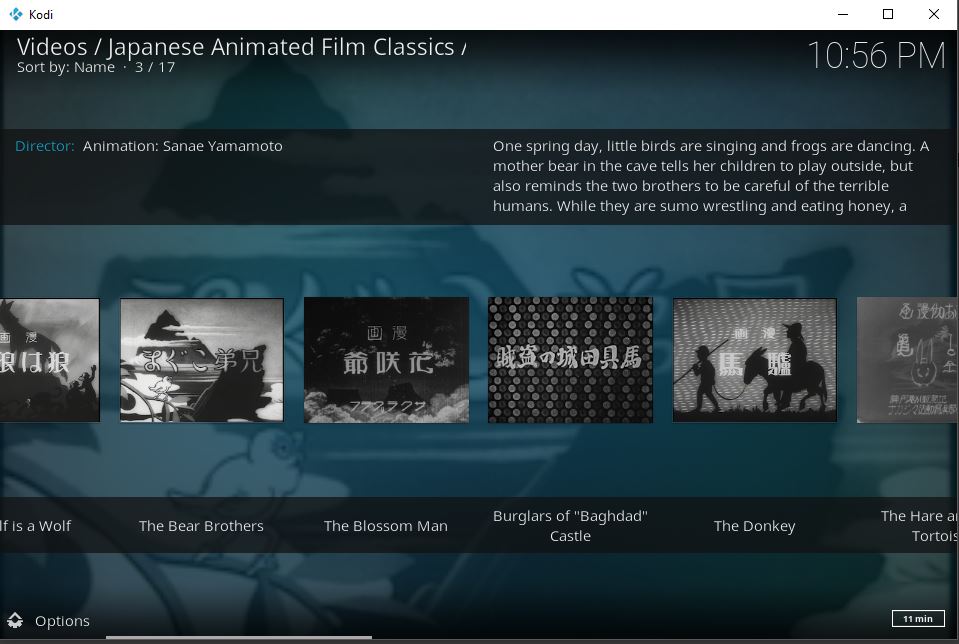 Kodi
Videos / Japanese Animated Film Classics /
Sort by: Name · 3 / 17
10:56 PM
Director: Animation: Sanae Yamamoto
One spring day, little birds are singing and frogs are dancing. A
mother bear in the cave tells her children to play outside, but
also reminds the two brothers to be careful of the terrible
humans. While they are sumo wrestling and eating honey, a
画 漫
狼は狼
兄弟こぐま
画 漫
爺咲花
画 漫
馬驢
賊盗の城田具馬
lf is a Wolf
The Bear Brothers
The Blossom Man
Burglars of "Baghdad"
Castle
The Donkey
The Hare a
Tortois
Options
11 min